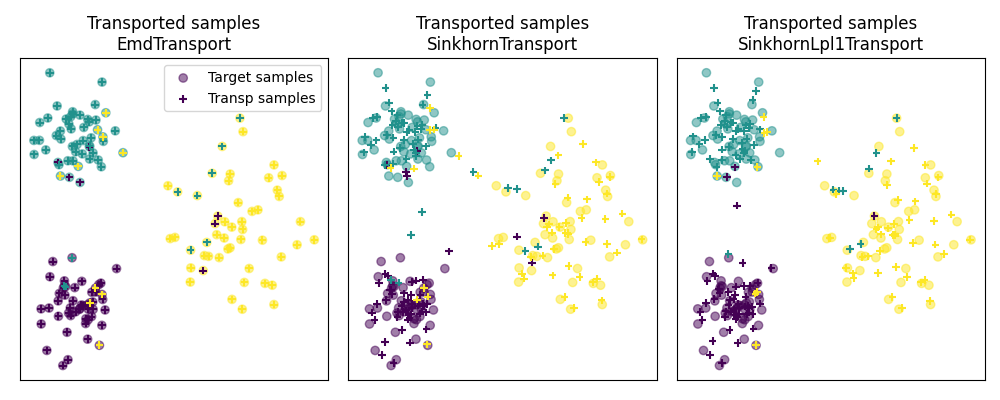 Transported samples
EmdTransport
Target samples
Transp samples
Transported samples
SinkhornTransport
Transported samples
SinkhornLpl1Transport